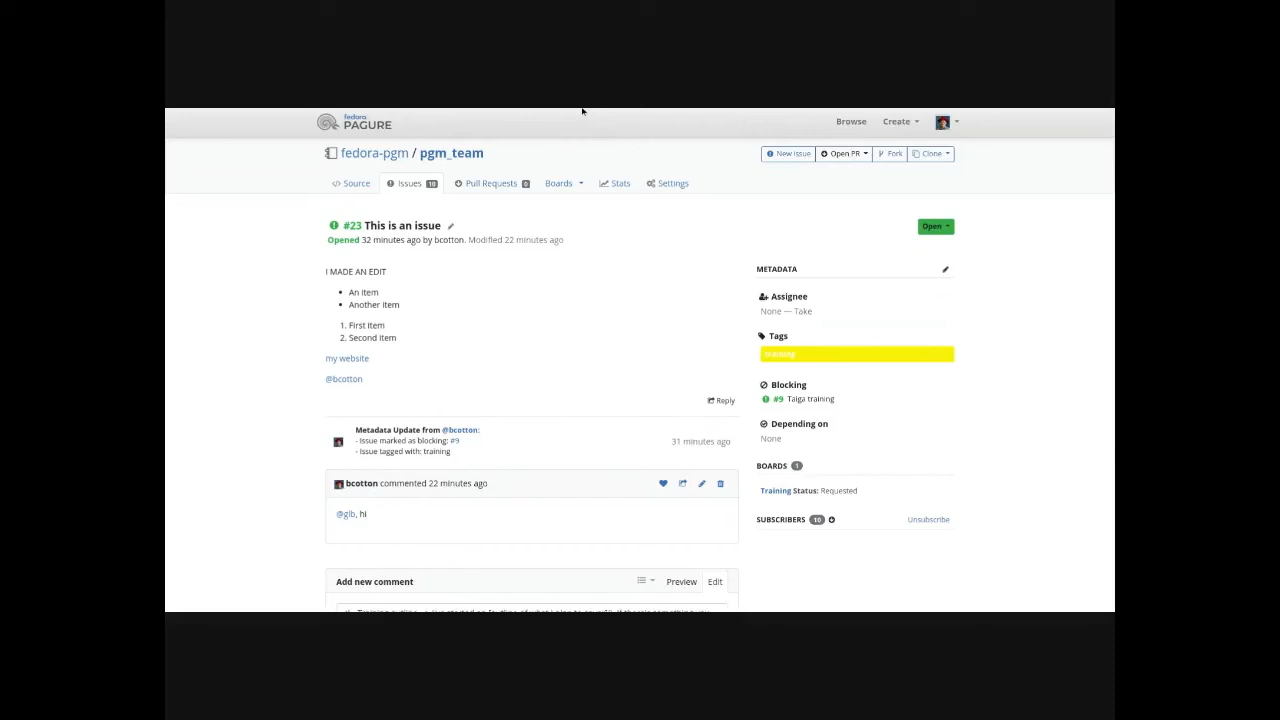 fedora
PAGURE
Browse
Create
fedora-pgm / pgm_team
New issue
Open PR
Fork
Clone
Source
Issues 10
Pull Requests 0
Boards
Stats
Settings
#23 This is an issue
Open
Opened 32 minutes ago by bcotton. Modified 22 minutes ago
I MADE AN EDIT
• An item
• Another item
1. First item
2. Second item
my website
@bcotton
Reply
Metadata Update from @bcotton:
- Issue marked as blocking: #9
- Issue tagged with: training
31 minutes ago
bcotton commented 22 minutes ago
@glb, hi
Add new comment
Preview
Edit
METADATA
Assignee
None — Take
Tags
training
Blocking
#9 Taiga training
Depending on
None
BOARDS 1
Training Status: Requested
SUBSCRIBERS 10
Unsubscribe